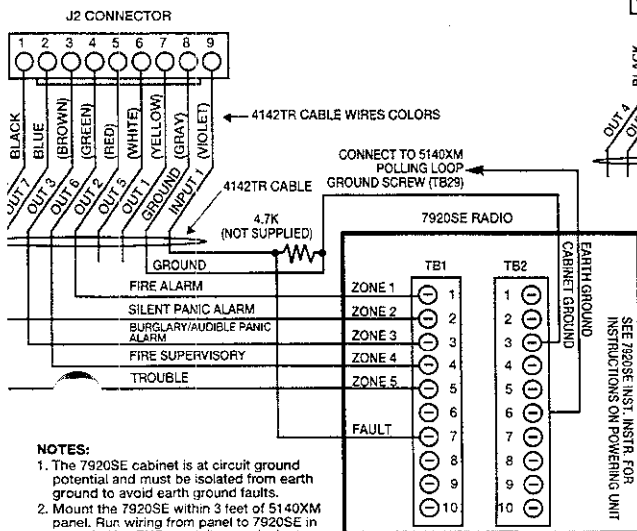 J2 CONNECTOR
1 2 3 4 5 6 7 8 9
BLACK
BLUE
(BROWN)
(GREEN)
(RED)
(WHITE)
(YELLOW)
(GRAY)
(VIOLET)
4142TR CABLE WIRES COLORS
OUT 3
OUT 6
OUT 2
OUT 5
OUT 1
GROUND
INPUT 1
4142TR CABLE
BLACK
OUT 4
CONNECT TO 5140XM
POLLING LOOP
GROUND SCREW (TB29)
4.7K
(NOT SUPPLIED)
7920SE RADIO
EARTH GROUND
CABINET GROUND
SEE 7920SE INST. INSTR. FOR
INSTRUCTIONS ON POWERING UNIT
GROUND
FIRE ALARM
ZONE 1
SILENT PANIC ALARM
ZONE 2
BURGLARY/AUDIBLE PANIC
ALARM
ZONE 3
FIRE SUPERVISORY
ZONE 4
TROUBLE
ZONE 5
FAULT
TB1
1
2
3
4
5
6
7
8
9
10
TB2
1
2
3
4
5
6
7
8
9
10
NOTES:
1. The 7920SE cabinet is at circuit ground
potential and must be isolated from earth
ground to avoid earth ground faults.
2. Mount the 7920SE within 3 feet of 5140XM
panel. Run wiring from panel to 7920SE in